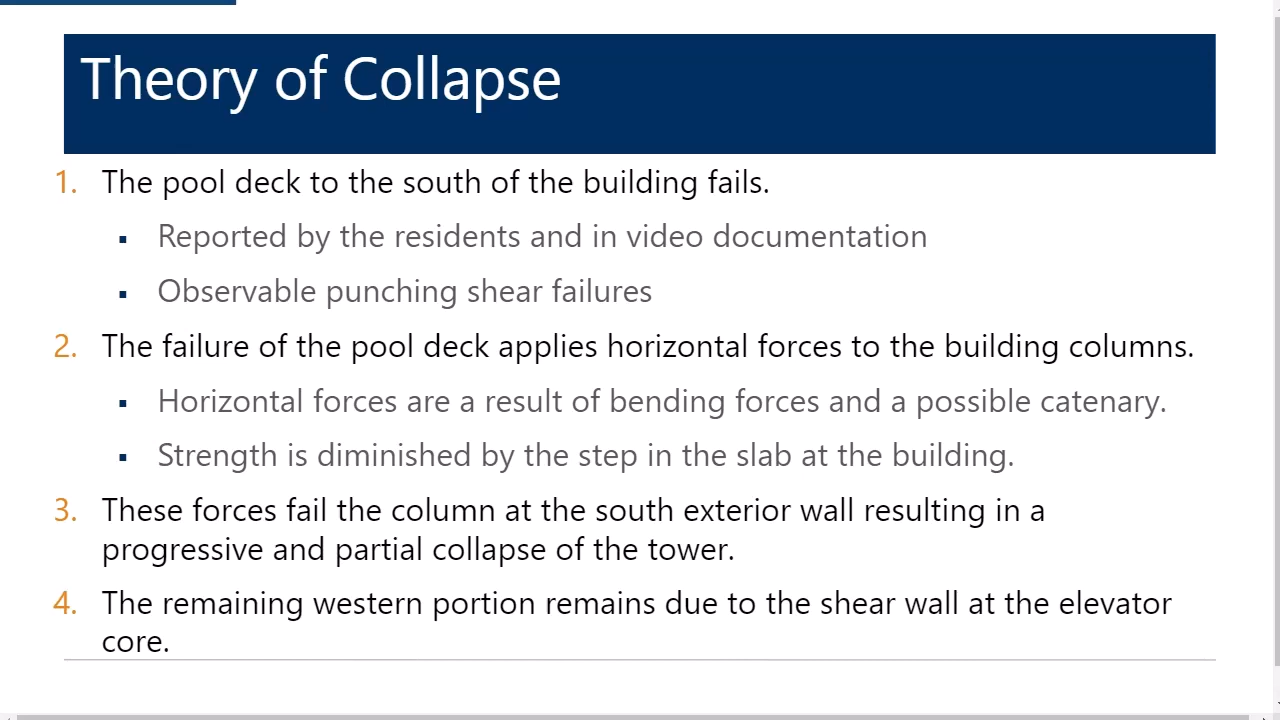 Theory of Collapse
1. The pool deck to the south of the building fails.
▪ Reported by the residents and in video documentation
▪ Observable punching shear failures
2. The failure of the pool deck applies horizontal forces to the building columns.
▪ Horizontal forces are a result of bending forces and a possible catenary.
▪ Strength is diminished by the step in the slab at the building.
3. These forces fail the column at the south exterior wall resulting in a
progressive and partial collapse of the tower.
4. The remaining western portion remains due to the shear wall at the elevator
core.